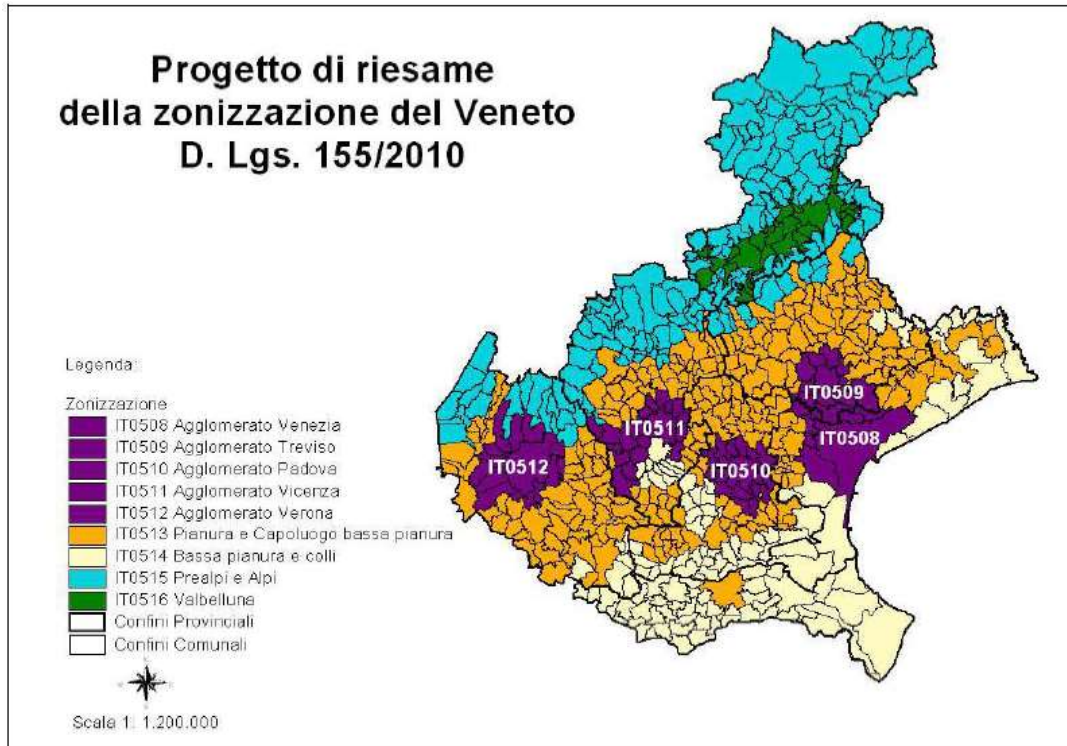 Progetto di riesame
della zonizzazione del Veneto
D. Lgs. 155/2010
Legenda:
Zonizzazione
IT0508 Agglomerato Venezia
IT0509 Agglomerato Treviso
IT0510 Agglomerato Padova
IT0511 Agglomerato Vicenza
IT0512 Agglomerato Verona
IT0513 Pianura e Capoluogo bassa pianura
IT0514 Bassa pianura e colli
IT0515 Prealpi e Alpi
IT0516 Valbelluna
Confini Provinciali
Confini Comunali
Scala 1: 1.200.000
IT0509
IT0511
IT0508
IT0512
IT0510